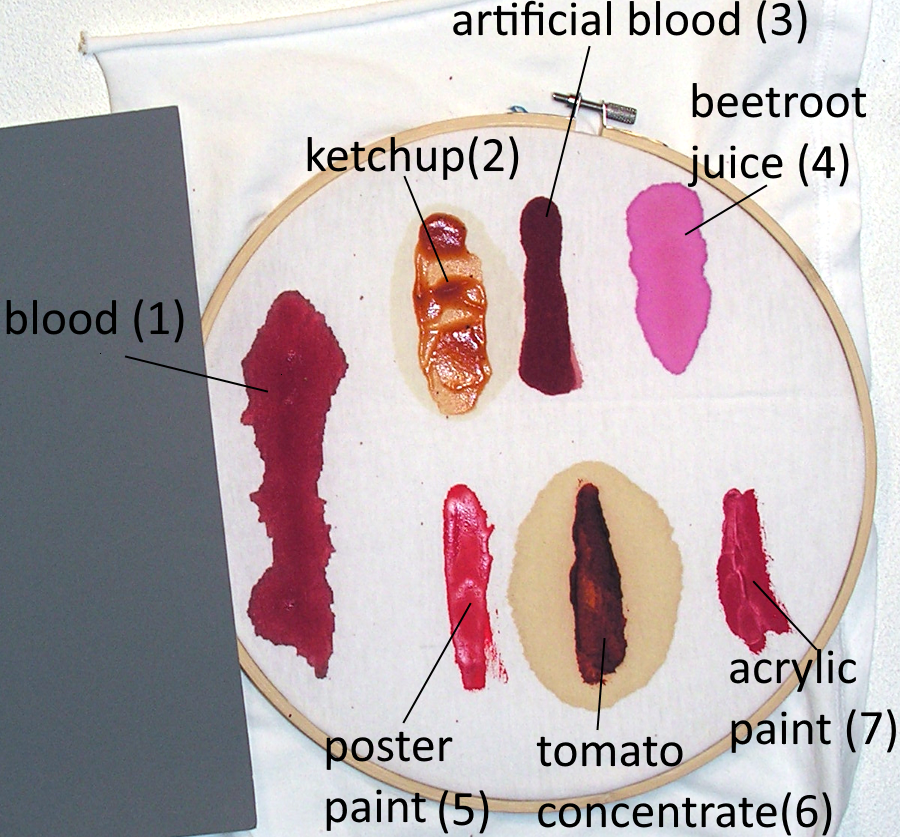 artificial blood (3)
beetroot
juice (4)
ketchup(2)
blood (1)
acrylic
paint (7)
poster
paint (5)
tomato
concentrate(6)